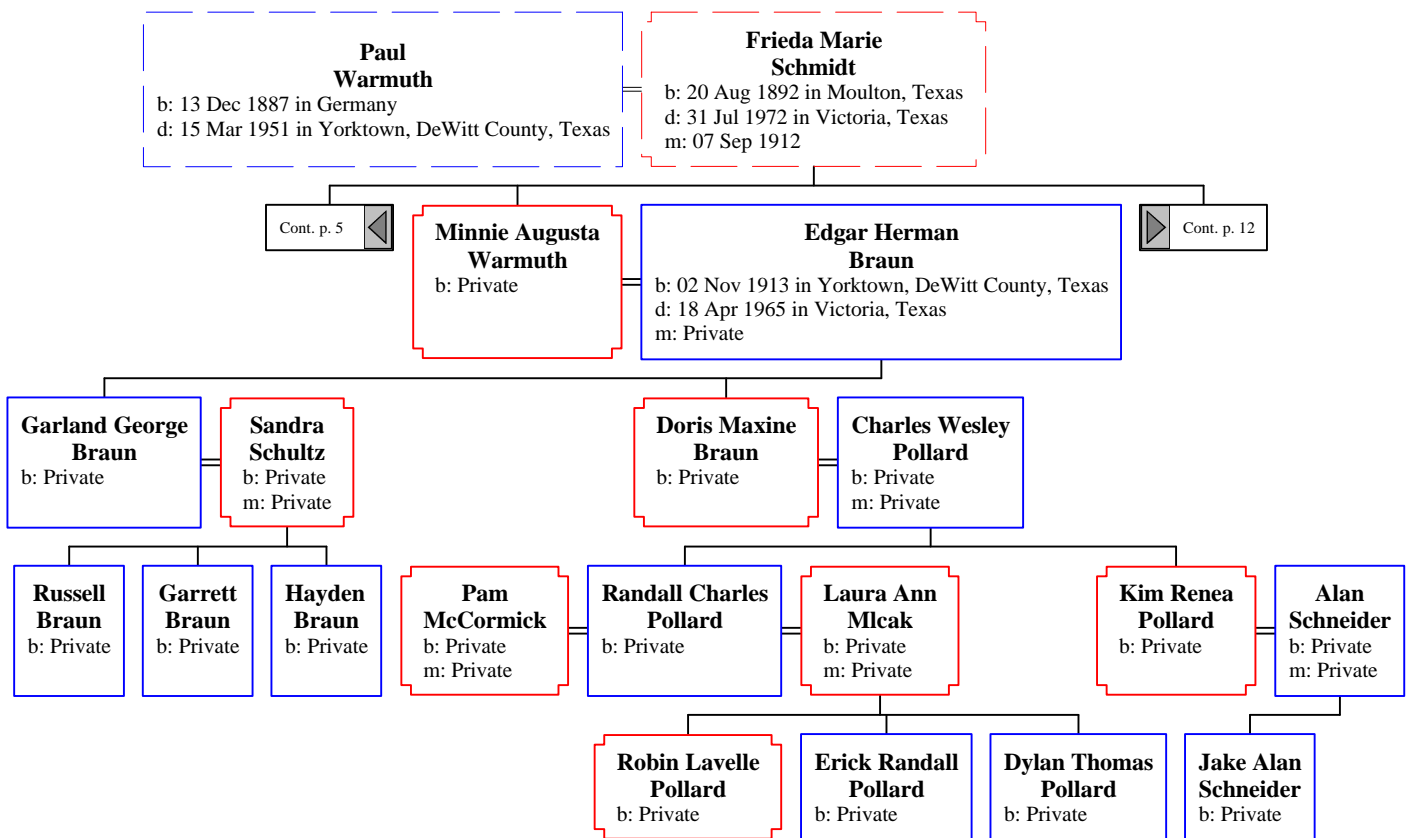 Paul
Warmuth
b: 13 Dec 1887 in Germany
d: 15 Mar 1951 in Yorktown, DeWitt County, Texas
Frieda Marie
Schmidt
b: 20 Aug 1892 in Moulton, Texas
d: 31 Jul 1972 in Victoria, Texas
m: 07 Sep 1912
Cont. p. 5
Minnie Augusta
Warmuth
b: Private
Edgar Herman
Braun
b: 02 Nov 1913 in Yorktown, DeWitt County, Texas
d: 18 Apr 1965 in Victoria, Texas
m: Private
Cont. p. 12
Garland George
Braun
b: Private
Sandra
Schultz
b: Private
m: Private
Doris Maxine
Braun
b: Private
Charles Wesley
Pollard
b: Private
m: Private
Russell
Braun
b: Private
Garrett
Braun
b: Private
Hayden
Braun
b: Private
Pam
McCormick
b: Private
m: Private
Randall Charles
Pollard
b: Private
Laura Ann
Mlcak
b: Private
m: Private
Kim Renea
Pollard
b: Private
Alan
Schneider
b: Private
m: Private
Robin Lavelle
Pollard
b: Private
Erick Randall
Pollard
b: Private
Dylan Thomas
Pollard
b: Private
Jake Alan
Schneider
b: Private